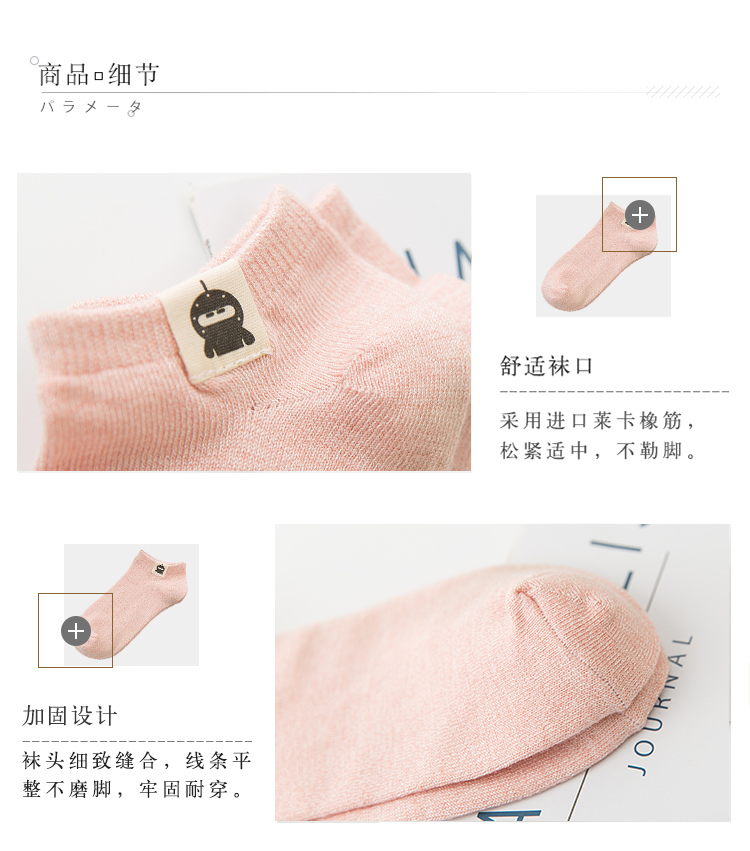 商品 细节
パラメータ
舒适袜口
采用进口莱卡橡筋，
松紧适中，不勒脚。
加固设计
袜头细致缝合，线条平
整不磨脚，牢固耐穿。
JOURNAL